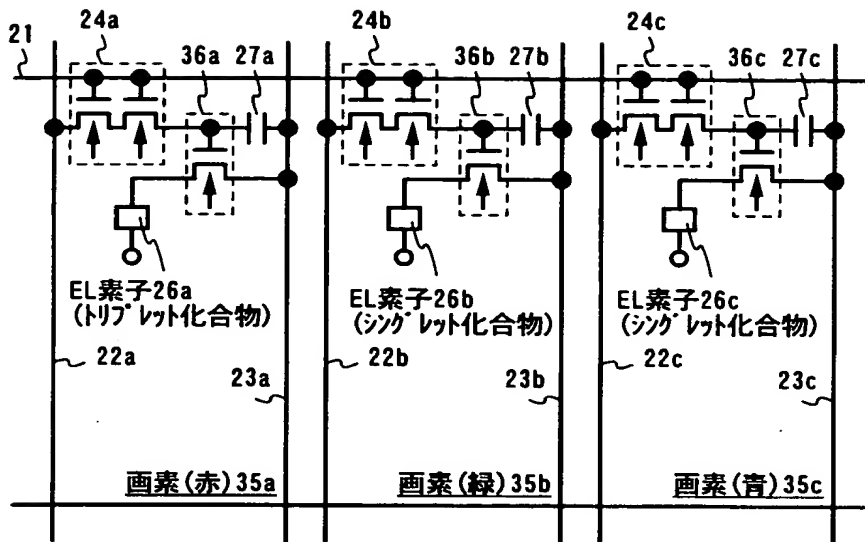 24a 24b 24c
21 36a 27a 36b 27b 36c 27c
EL素子26a
(トリプレット化合物)
EL素子26b
(シングレット化合物)
EL素子26c
(シングレット化合物)
22a 22b 22c
23a 23b 23c
画素(赤)35a 画素(緑)35b 画素(青)35c